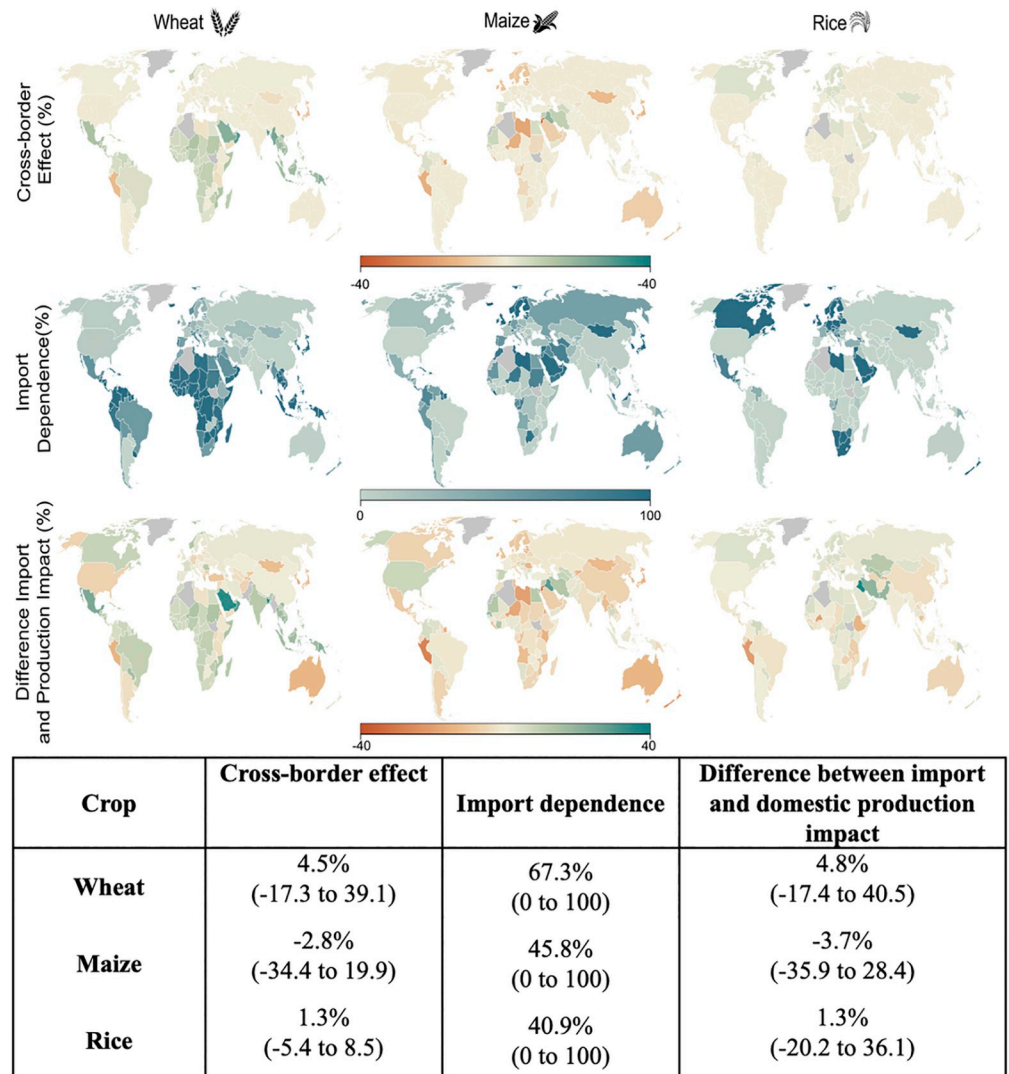 Wheat
Maize
Rice
Cross-border
Effect (%)
-40
-40
Import
Dependence(%)
0
100
Difference Import
and Production Impact (%)
-40
40
Crop
Cross-border effect
Import dependence
Difference between import
and domestic production
impact
Wheat
4.5%
(-17.3 to 39.1)
67.3%
(0 to 100)
4.8%
(-17.4 to 40.5)
Maize
-2.8%
(-34.4 to 19.9)
45.8%
(0 to 100)
-3.7%
(-35.9 to 28.4)
Rice
1.3%
(-5.4 to 8.5)
40.9%
(0 to 100)
1.3%
(-20.2 to 36.1)